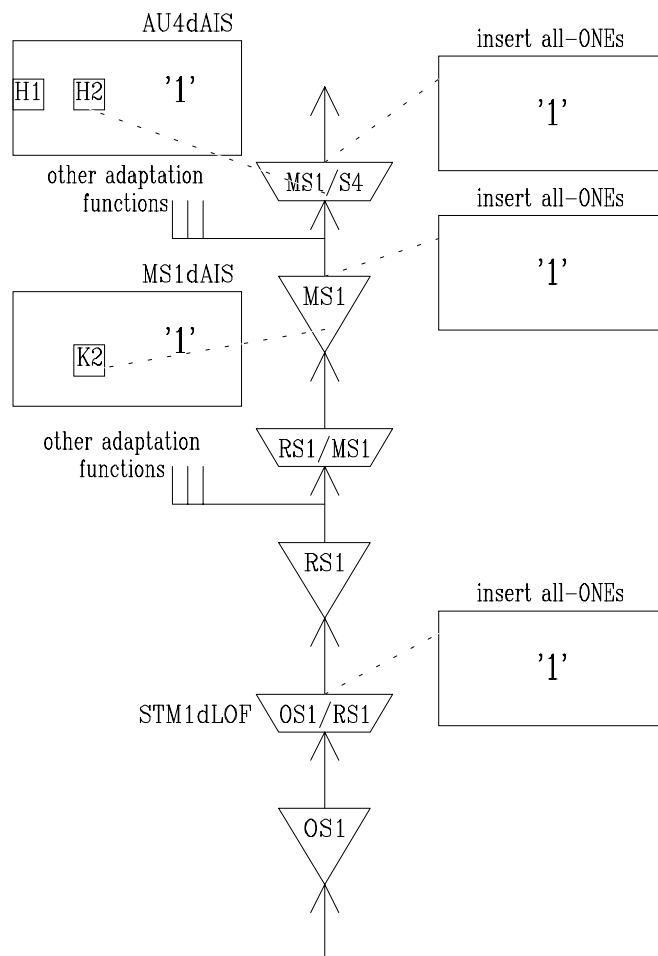 AU4dAIS
H1 H2 '1'
insert all-ONEs
'1'
MS1/S4
other adaptation
functions
insert all-ONEs
'1'
MS1dAIS
K2 '1'
MS1
other adaptation
functions
RS1/MS1
RS1
insert all-ONEs
'1'
STM1dLOF
OS1/RS1
OS1